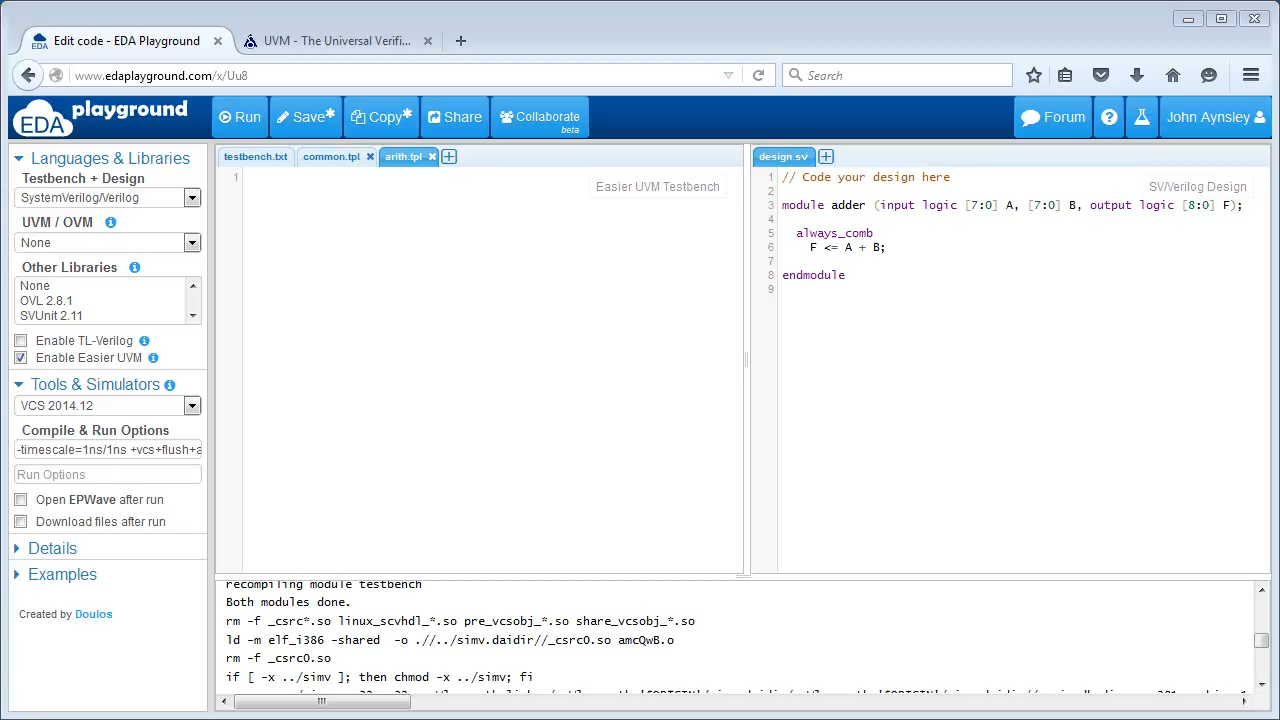 Edit code - EDA Playground
UVM - The Universal Verifi...
www.edaplayground.com/x/Uu8
Search
EDA playground
Run
Save*
Copy*
Share
Collaborate
beta
Forum
John Aynsley
Languages & Libraries
Testbench + Design
SystemVerilog/Verilog
UVM / OVM
None
Other Libraries
None
OVL 2.8.1
SVUnit 2.11
Enable TL-Verilog
Enable Easier UVM
Tools & Simulators
VCS 2014.12
Compile & Run Options
-timescale=1ns/1ns +vcs+flush+a
Run Options
Open EPWave after run
Download files after run
Details
Examples
Created by Doulos
testbench.txt
common.tpl
arith.tpl
1
Easier UVM Testbench
design.sv
SV/Verilog Design
1 // Code your design here
2
3 module adder (input logic [7:0] A, [7:0] B, output logic [8:0] F);
4
5 always_comb
6 F <= A + B;
7
8 endmodule
9
recompiling module testbench
Both modules done.
rm -f _csrc*.so linux_scvhdl_*.so pre_vcsobj_*.so share_vcsobj_*.so
ld -m elf_i386 -shared -o .//../simv.daidir//_csrc0.so amcQwB.o
rm -f _csrc0.so
if [ -x ../simv ]; then chmod -x ../simv; fi